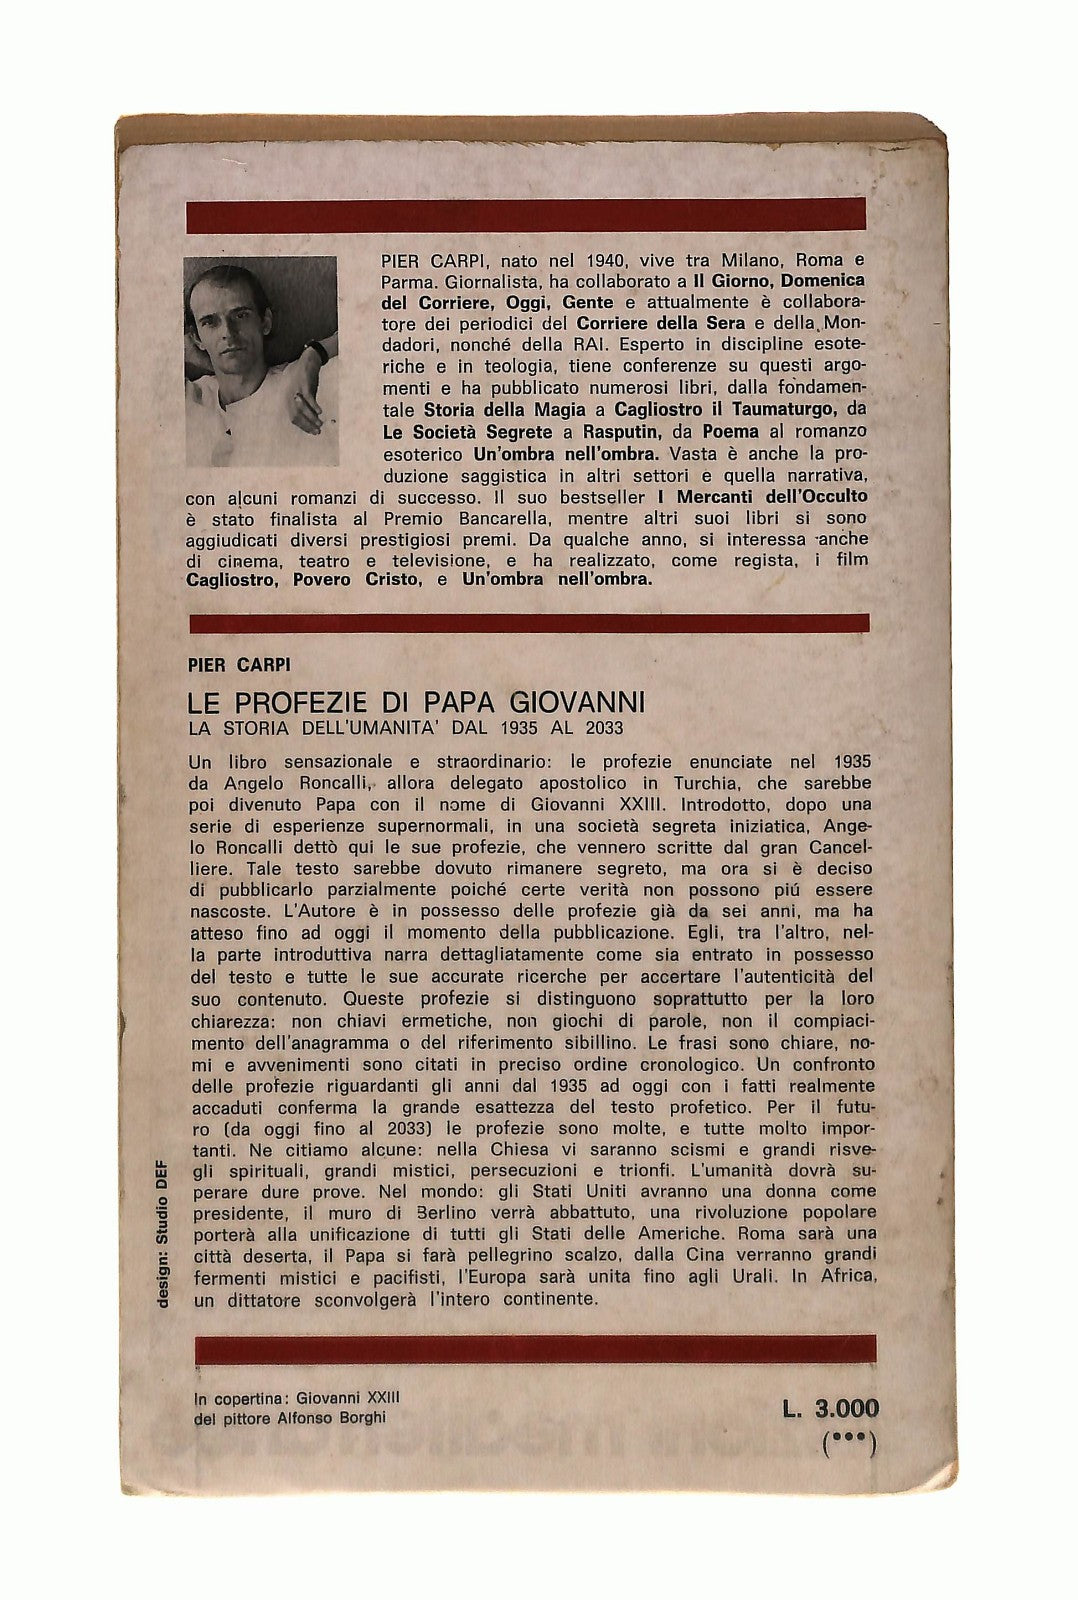 PIER CARPI, nato nel 1940, vive tra Milano, Roma e
Parma. Giornalista, ha collaborato a Il Giorno, Domenica
del Corriere, Oggi, Gente e attualmente è collabora-
tore dei periodici del Corriere della Sera e della Mon-
dadori, nonché della RAI. Esperto in discipline esote-
riche e in teologia, tiene conferenze su questi argo-
menti e ha pubblicato numerosi libri, dalla fondamen-
tale Storia della Magia a Cagliostro il Taumaturgo, da
Le Società Segrete a Rasputin, da Poema al romanzo
esoterico Un'ombra nell'ombra. Vasta è anche la pro-
duzione saggistica in altri settori e quella narrativa,
con alcuni romanzi di successo. Il suo bestseller I Mercanti dell'Occulto
è stato finalista al Premio Bancarella, mentre altri suoi libri si sono
aggiudicati diversi prestigiosi premi. Da qualche anno, si interessa anche
di cinema, teatro e televisione, e ha realizzato, come regista, i film
Cagliostro, Povero Cristo, e Un'ombra nell'ombra.
PIER CARPI
LE PROFEZIE DI PAPA GIOVANNI
LA STORIA DELL'UMANITA' DAL 1935 AL 2033
Un libro sensazionale e straordinario: le profezie enunciate nel 1935
da Angelo Roncalli, allora delegato apostolico in Turchia, che sarebbe
poi divenuto Papa con il nome di Giovanni XXIII. Introdotto, dopo una
serie di esperienze supernormali, in una società segreta iniziatica, Ange-
lo Roncalli dettò qui le sue profezie, che vennero scritte dal gran Cancel-
liere. Tale testo sarebbe dovuto rimanere segreto, ma ora si è deciso
di pubblicarlo parzialmente poiché certe verità non possono piú essere
nascoste. L'Autore è in possesso delle profezie già da sei anni, ma ha
atteso fino ad oggi il momento della pubblicazione. Egli, tra l'altro, nel-
la parte introduttiva narra dettagliatamente come sia entrato in possesso
del testo e tutte le sue accurate ricerche per accertare l'autenticità del
suo contenuto. Queste profezie si distinguono soprattutto per la loro
chiarezza: non chiavi ermetiche, non giochi di parole, non il compiaci-
mento dell'anagramma o del riferimento sibillino. Le frasi sono chiare, no-
mi e avvenimenti sono citati in preciso ordine cronologico. Un confronto
delle profezie riguardanti gli anni dal 1935 ad oggi con i fatti realmente
accaduti conferma la grande esattezza del testo profetico. Per il futu-
ro (da oggi fino al 2033) le profezie sono molte, e tutte molto impor-
tanti. Ne citiamo alcune: nella Chiesa vi saranno scismi e grandi risve-
gli spirituali, grandi mistici, persecuzioni e trionfi. L'umanità dovrà su-
perare dure prove. Nel mondo: gli Stati Uniti avranno una donna come
presidente, il muro di Berlino verrà abbattuto, una rivoluzione popolare
porterà alla unificazione di tutti gli Stati delle Americhe. Roma sarà una
città deserta, il Papa si farà pellegrino scalzo, dalla Cina verranno grandi
fermenti mistici e pacifisti, l'Europa sarà unita fino agli Urali. In Africa,
un dittatore sconvolgerà l'intero continente.
design: Studio DEF
In copertina: Giovanni XXIII
del pittore Alfonso Borghi
L. 3.000
(•••)